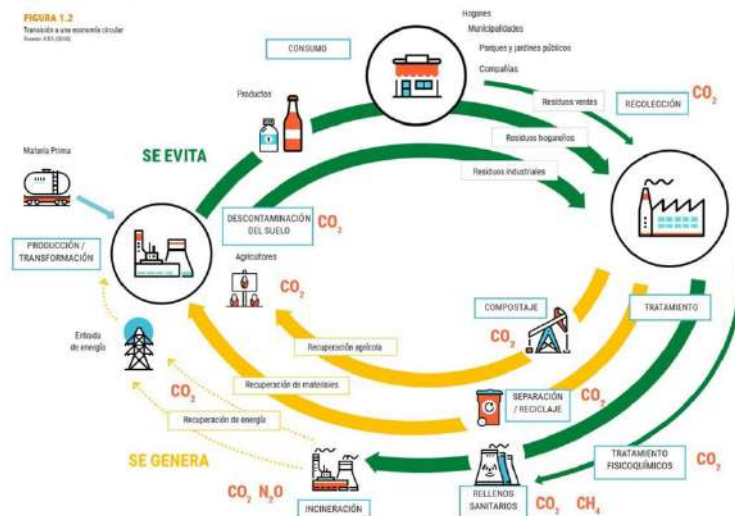 FIGURA 1.2
Transición a una economía circular
CONSUMO
Hogares
Municipalidades
Parques y jardines públicos
Compañías
Residuos verdes
RECOLECCIÓN
CO₂
Productos
Residuos hogareños
Residuos industriales
SE EVITA
Materia Prima
DESCONTAMINACIÓN
DEL SUELO
CO₂
PRODUCCIÓN /
TRANSFORMACIÓN
Agricultores
CO₂
COMPOSTAJE
CO₂
TRATAMIENTO
Entrada
de energía
Recuperación agrícola
Recuperación de materiales
CO₂
Recuperación de energía
SEPARACIÓN
/ RECICLAJE
CO₂
SE GENERA
TRATAMIENTO
FISICOQUÍMICOS
CO₂
CO₂ N₂O
INCINERACIÓN
RELLENOS
SANITARIOS
CO₂ CH₄